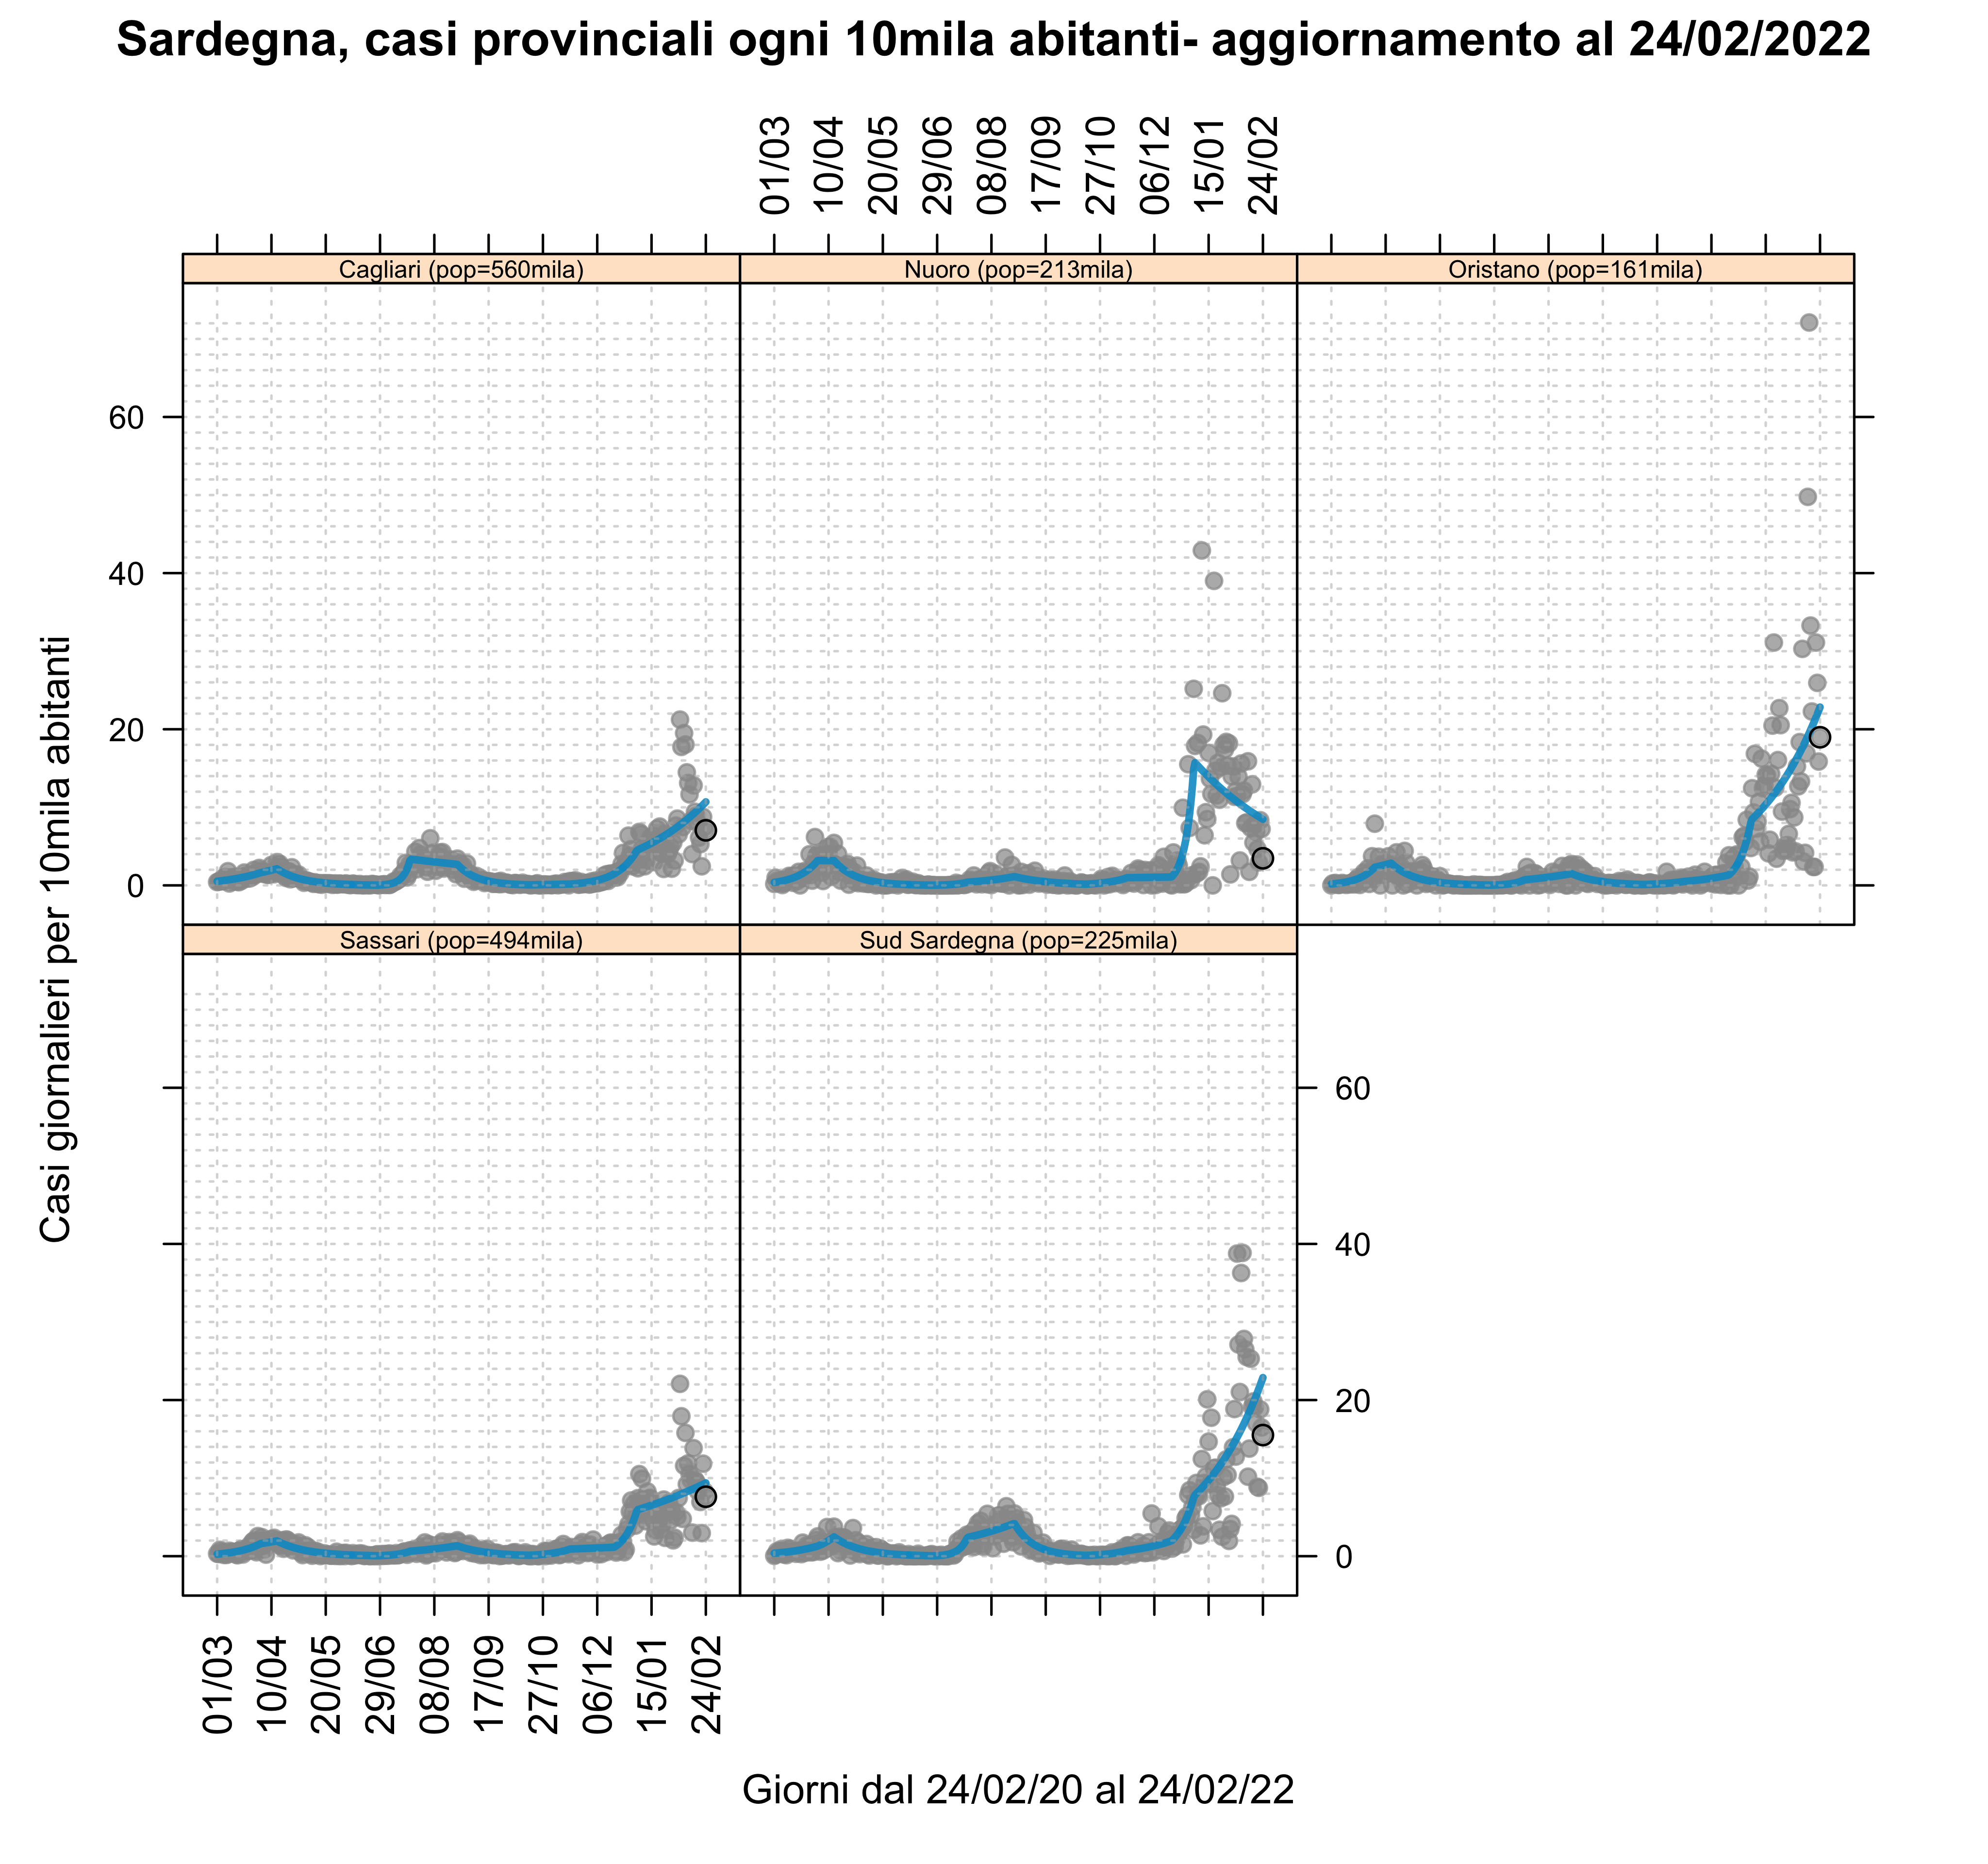 Sardegna, casi provinciali ogni 10mila abitanti- aggiornamento al 24/02/2022
01/03 10/04 20/05 29/06 08/08 17/09 27/10 06/12 15/01 24/02
Cagliari (pop=560mila) Nuoro (pop=213mila) Oristano (pop=161mila)
60
40
20
0
Casi giornalieri per 10mila abitanti
Sassari (pop=494mila) Sud Sardegna (pop=225mila)
60
40
20
0
01/03 10/04 20/05 29/06 08/08 17/09 27/10 06/12 15/01 24/02
Giorni dal 24/02/20 al 24/02/22